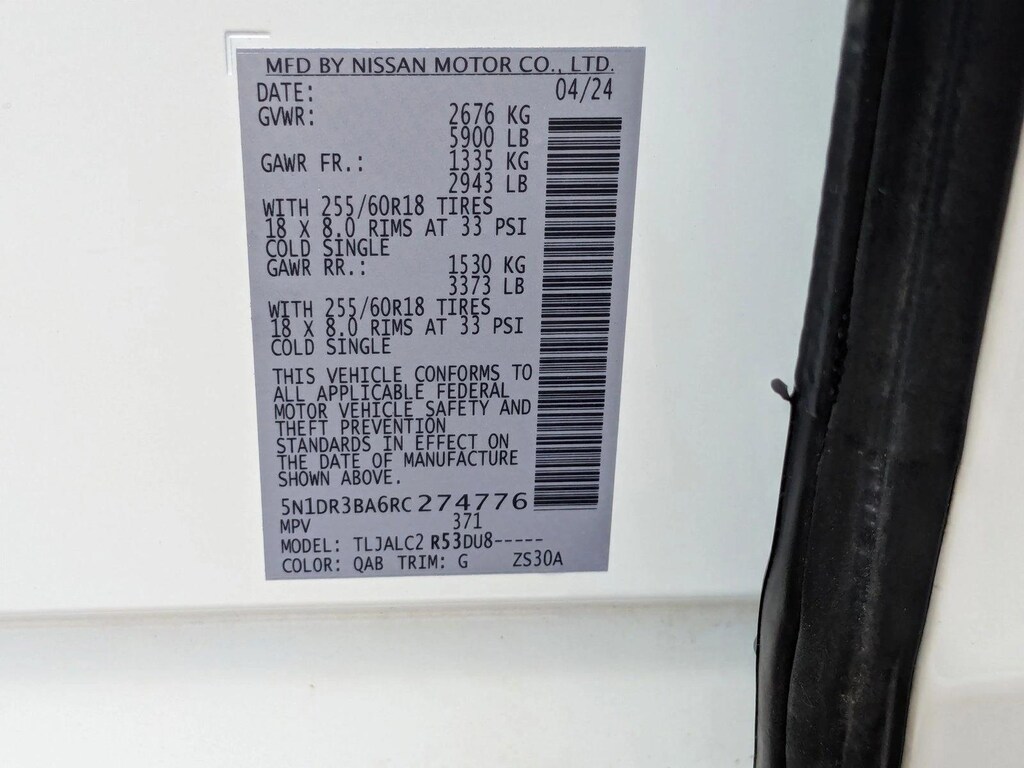 MFD BY NISSAN MOTOR CO., LTD.
DATE: 04/24
GVWR: 2676 KG
5900 LB
GAWR FR.: 1335 KG
2943 LB
WITH 255/60R18 TIRES
18 X 8.0 RIMS AT 33 PSI
COLD SINGLE
GAWR RR.: 1530 KG
3373 LB
WITH 255/60R18 TIRES
18 X 8.0 RIMS AT 33 PSI
COLD SINGLE
THIS VEHICLE CONFORMS TO
ALL APPLICABLE FEDERAL
MOTOR VEHICLE SAFETY AND
THEFT PREVENTION
STANDARDS IN EFFECT ON
THE DATE OF MANUFACTURE
SHOWN ABOVE.
5N1DR3BA6RC274776
MPV 371
MODEL: TLJALC2 R53DU8-----
COLOR: QAB TRIM: G ZS30A